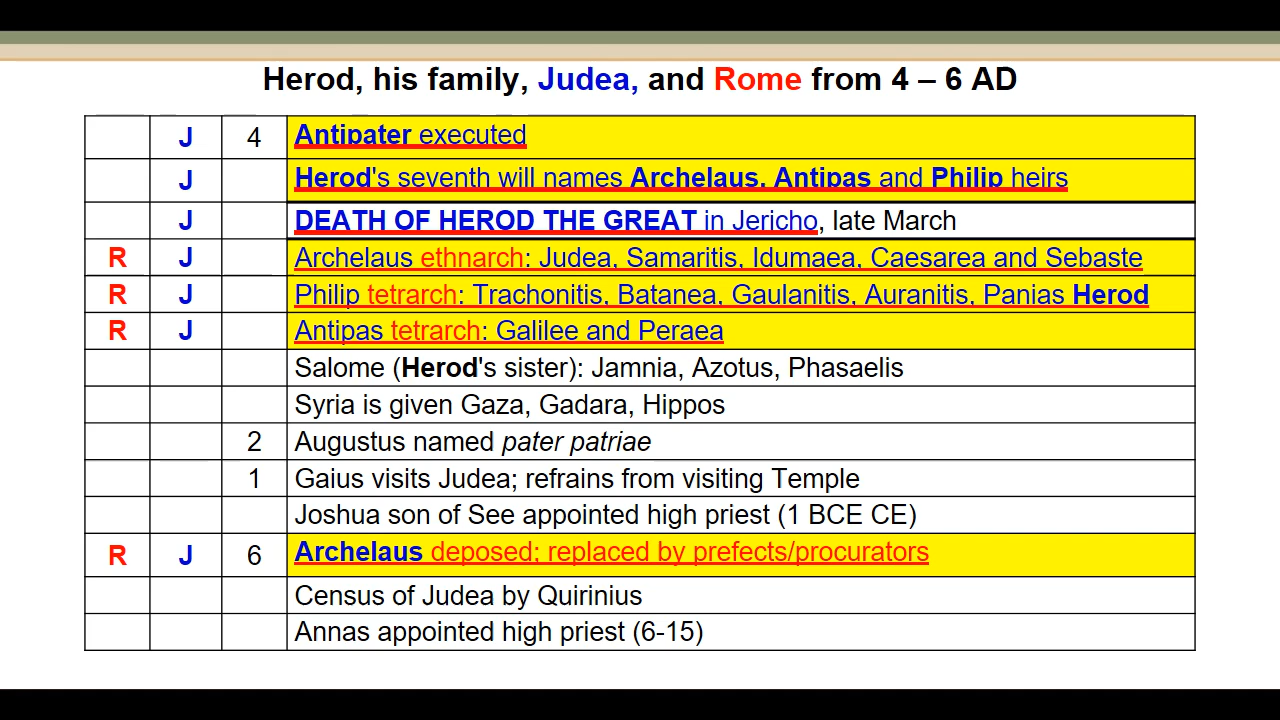 Herod, his family, Judea, and Rome from 4 – 6 AD
J 4 Antipater executed
J Herod's seventh will names Archelaus, Antipas and Philip heirs
J DEATH OF HEROD THE GREAT in Jericho, late March
R J Archelaus ethnarch: Judea, Samaritis, Idumaea, Caesarea and Sebaste
R J Philip tetrarch: Trachonitis, Batanea, Gaulanitis, Auranitis, Panias Herod
R J Antipas tetrarch: Galilee and Peraea
Salome (Herod's sister): Jamnia, Azotus, Phasaelis
Syria is given Gaza, Gadara, Hippos
2 Augustus named pater patriae
1 Gaius visits Judea; refrains from visiting Temple
Joshua son of See appointed high priest (1 BCE CE)
R J 6 Archelaus deposed; replaced by prefects/procurators
Census of Judea by Quirinius
Annas appointed high priest (6-15)